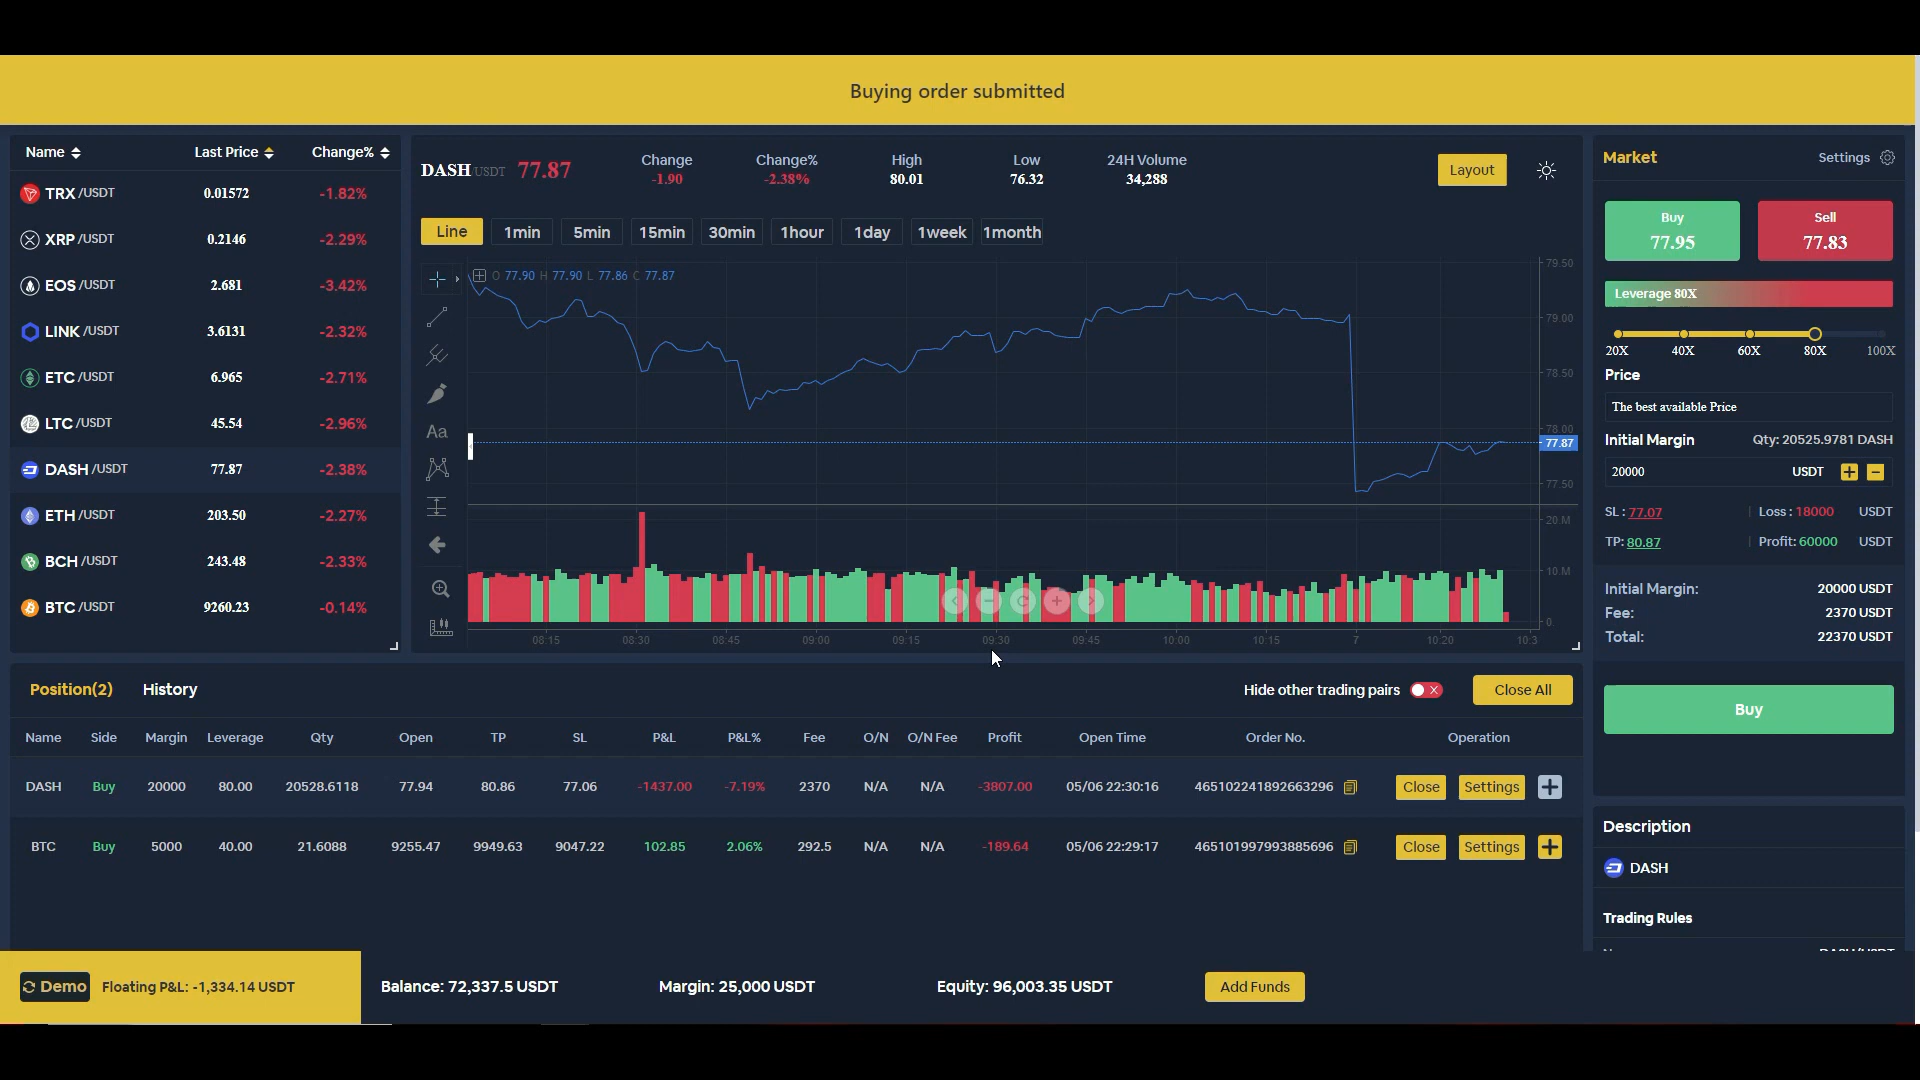 Buying order submitted
Name Last Price Change%
TRX /USDT 0.01572 -1.82%
XRP /USDT 0.2146 -2.29%
EOS /USDT 2.681 -3.42%
LINK /USDT 3.6131 -2.32%
ETC /USDT 6.965 -2.71%
LTC /USDT 45.54 -2.96%
DASH /USDT 77.87 -2.38%
ETH /USDT 203.50 -2.27%
BCH /USDT 243.48 -2.33%
BTC /USDT 9260.23 -0.14%
DASH USDT 77.87
Change -1.90
Change% -2.38%
High 80.01
Low 76.32
24H Volume 34,288
Layout
Line 1min 5min 15min 30min 1hour 1day 1week 1month
O 77.90 H 77.90 L 77.86 C 77.87
Aa
79.50
79.00
78.50
78.00
77.87
77.50
20 M
10 M
0
08:15 08:30 08:45 09:00 09:15 09:30 09:45 10:00 10:15 7 10:20 10:3
Market Settings
Buy 77.95
Sell 77.83
Leverage 80X
20X 40X 60X 80X 100X
Price
The best available Price
Initial Margin Qty: 20525.9781 DASH
20000 USDT
SL : 77.07 Loss : 18000 USDT
TP: 80.87 Profit: 60000 USDT
Initial Margin: 20000 USDT
Fee: 2370 USDT
Total: 22370 USDT
Buy
Description
DASH
Trading Rules
Position(2) History Hide other trading pairs Close All
Name Side Margin Leverage Qty Open TP SL P&L P&L% Fee O/N O/N Fee Profit Open Time Order No. Operation
DASH Buy 20000 80.00 20528.6118 77.94 80.86 77.06 -1437.00 -7.19% 2370 N/A N/A -3807.00 05/06 22:30:16 465102241892663296 Close Settings
BTC Buy 5000 40.00 21.6088 9255.47 9949.63 9047.22 102.85 2.06% 292.5 N/A N/A -189.64 05/06 22:29:17 465101997993885696 Close Settings
Demo Floating P&L: -1,334.14 USDT Balance: 72,337.5 USDT Margin: 25,000 USDT Equity: 96,003.35 USDT Add Funds